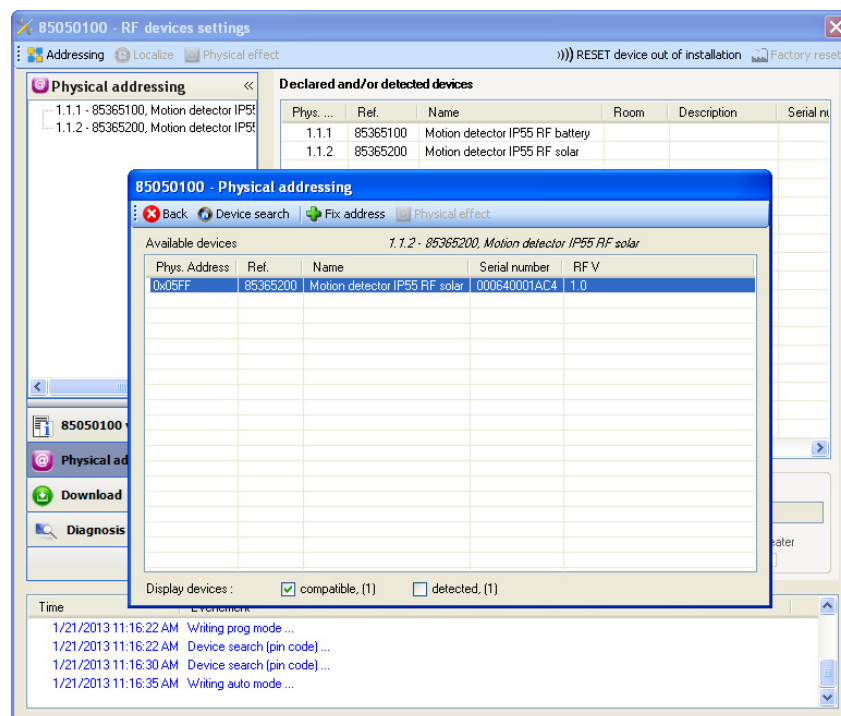 85050100 - RF devices settings
Addressing Localize Physical effect ))) RESET device out of installation Factory reset
Physical addressing «
1.1.1 - 85365100, Motion detector IP55
1.1.2 - 85365200, Motion detector IP55
Declared and/or detected devices
Phys. ... Ref. Name Room Description Serial nu
1.1.1 85365100 Motion detector IP55 RF battery
1.1.2 85365200 Motion detector IP55 RF solar
85050100 - Physical addressing
Back Device search Fix address Physical effect
Available devices 1.1.2 - 85365200, Motion detector IP55 RF solar
Phys. Address Ref. Name Serial number RF V
0x05FF 85365200 Motion detector IP55 RF solar 000640001AC4 1.0
Display devices : compatible, (1) detected, (1)
85050100 v
Physical ad
Download
Diagnosis
eater
Time Evenement
1/21/2013 11:16:22 AM Writing prog mode ...
1/21/2013 11:16:22 AM Device search (pin code) ...
1/21/2013 11:16:30 AM Device search (pin code) ...
1/21/2013 11:16:35 AM Writing auto mode ...